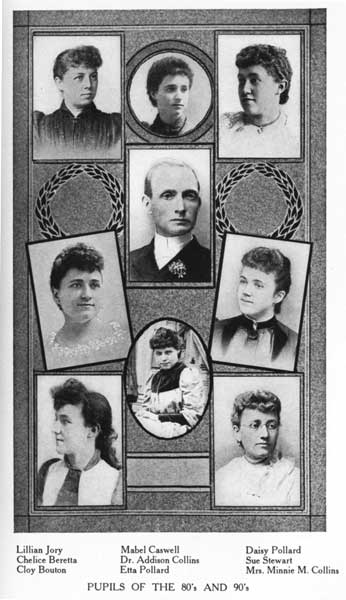 Lillian Jory Mabel Caswell Daisy Pollard
Chelice Beretta Dr. Addison Collins Sue Stewart
Cloy Bouton Etta Pollard Mrs. Minnie M. Collins
PUPILS OF THE 80's AND 90's